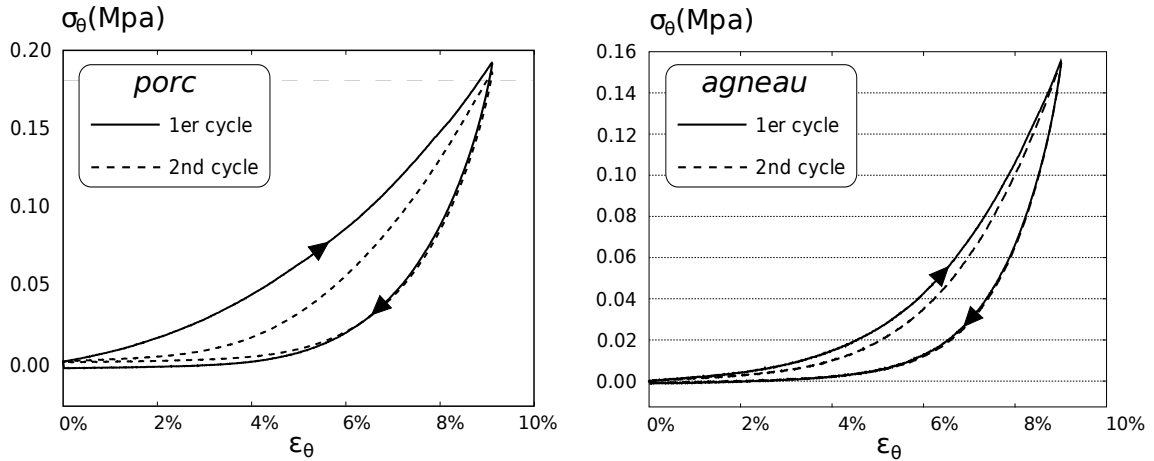 σθ(Mpa)
0.20
0.15
0.10
0.05
0.00
porc
1er cycle
2nd cycle
0% 2% 4% 6% 8% 10%
εθ
σθ(Mpa)
0.16
0.14
0.12
0.10
0.08
0.06
0.04
0.02
0.00
agneau
1er cycle
2nd cycle
0% 2% 4% 6% 8% 10%
εθ